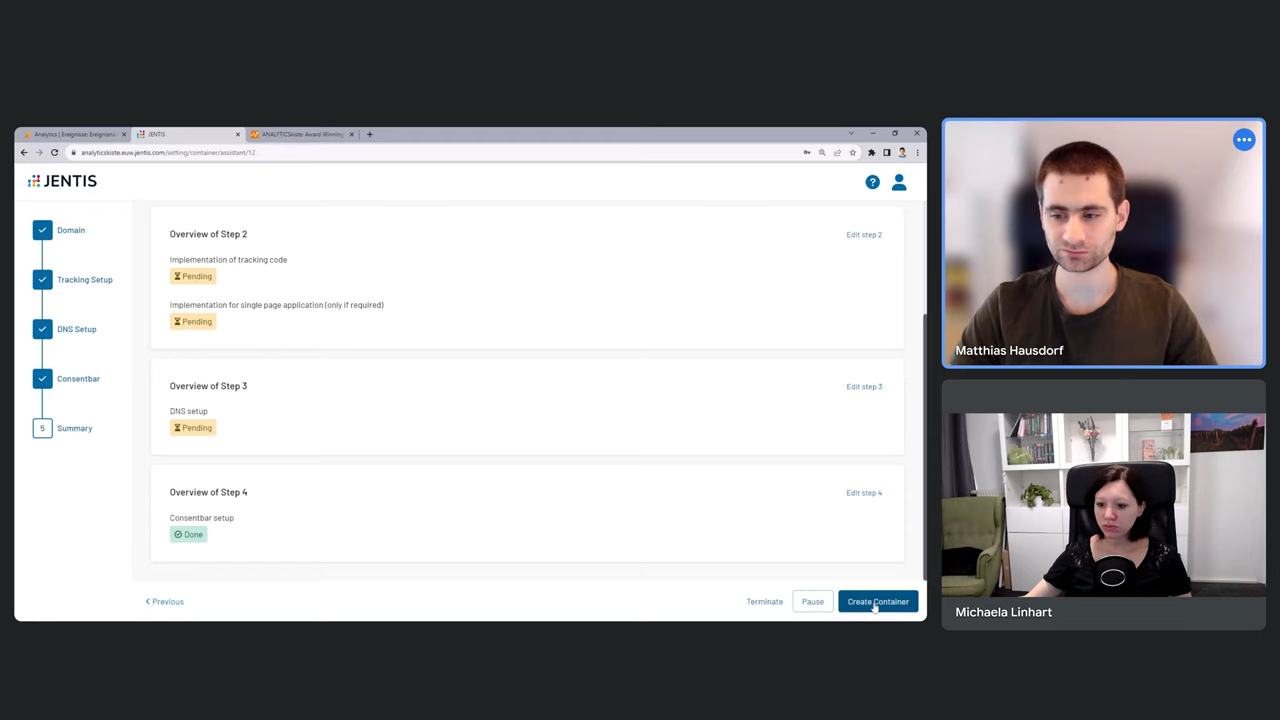 Analytics | Ereignisse: Ereignisna
JENTIS
ANALYTICSkiste: Award Winning
analyticskiste.euw.jentis.com/setting/container/assistant/12
JENTIS
Domain
Tracking Setup
DNS Setup
Consentbar
5 Summary
Overview of Step 2
Edit step 2
Implementation of tracking code
Pending
Implementation for single page application (only if required)
Pending
Overview of Step 3
Edit step 3
DNS setup
Pending
Overview of Step 4
Edit step 4
Consentbar setup
Done
Previous
Terminate
Pause
Create Container
Matthias Hausdorf
Michaela Linhart